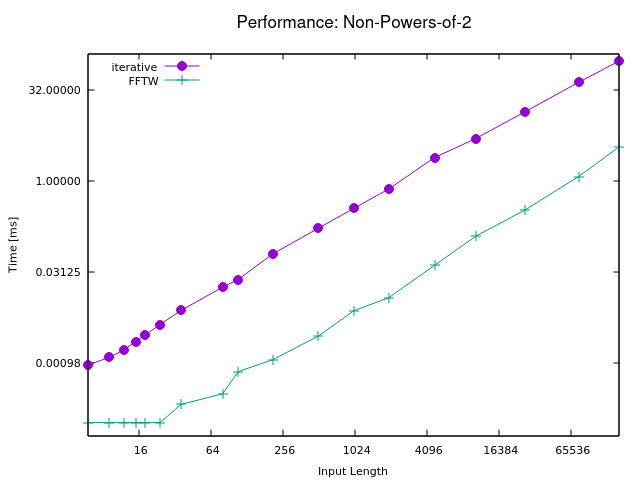 Performance: Non-Powers-of-2
iterative
FFTW
32.00000
1.00000
0.03125
0.00098
Time [ms]
16 64 256 1024 4096 16384 65536
Input Length